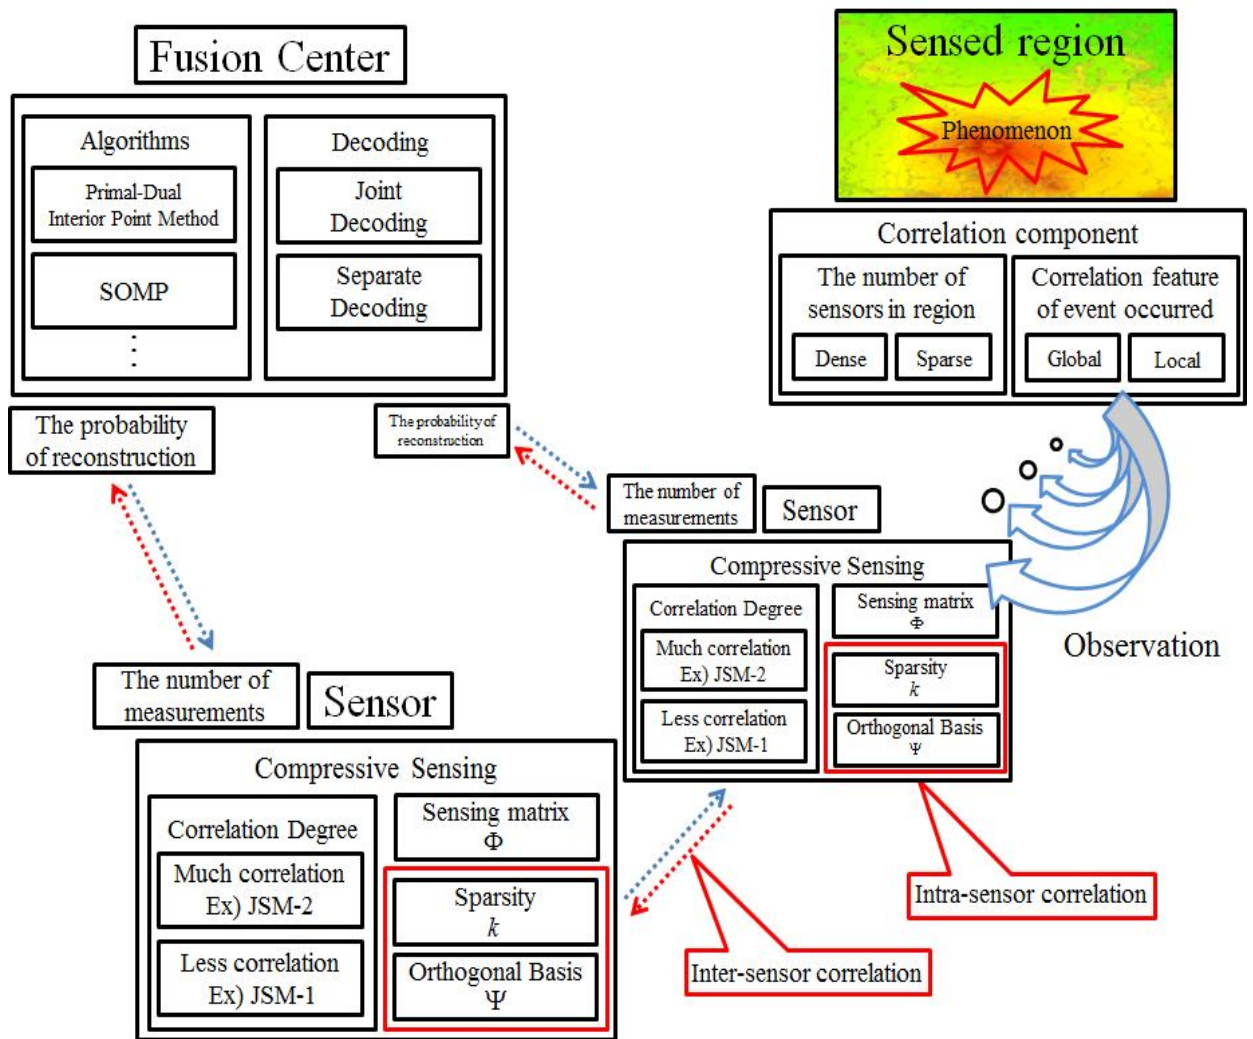 Fusion Center
Algorithms
Primal-Dual
Interior Point Method
SOMP
⋮
Decoding
Joint
Decoding
Separate
Decoding
The probability
of reconstruction
The probability of
reconstruction
Sensed region
Phenomenon
Correlation component
The number of
sensors in region
Dense
Sparse
Correlation feature
of event occurred
Global
Local
Observation
The number of
measurements
Sensor
Compressive Sensing
Correlation Degree
Much correlation
Ex) JSM-2
Less correlation
Ex) JSM-1
Sensing matrix
Φ
Sparsity
k
Orthogonal Basis
Ψ
Intra-sensor correlation
The number of
measurements
Sensor
Compressive Sensing
Correlation Degree
Much correlation
Ex) JSM-2
Less correlation
Ex) JSM-1
Sensing matrix
Φ
Sparsity
k
Orthogonal Basis
Ψ
Inter-sensor correlation